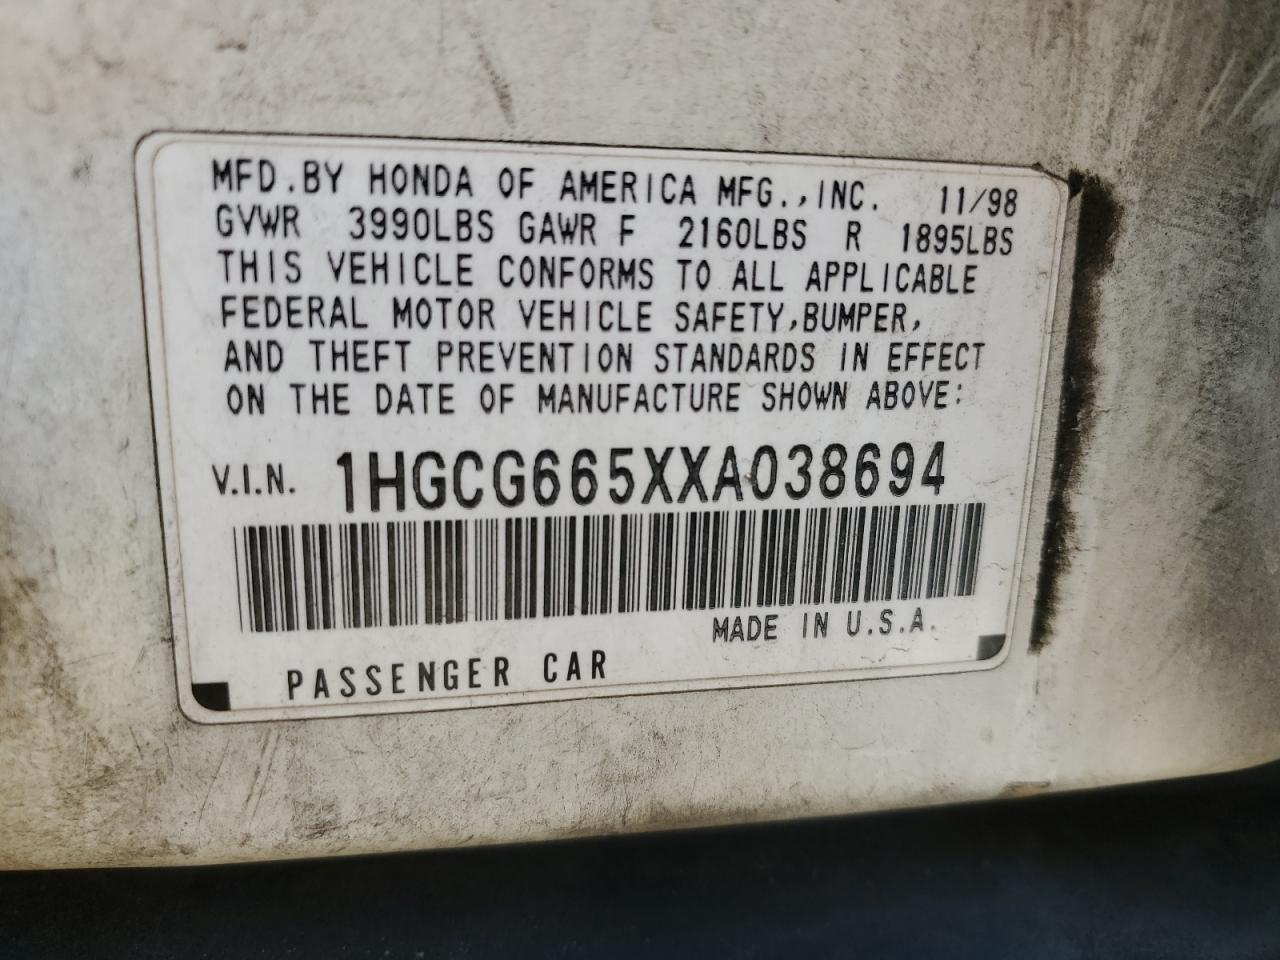 MFD.BY HONDA OF AMERICA MFG.,INC. 11/98
GVWR 3990LBS GAWR F 2160LBS R 1895LBS
THIS VEHICLE CONFORMS TO ALL APPLICABLE
FEDERAL MOTOR VEHICLE SAFETY,BUMPER,
AND THEFT PREVENTION STANDARDS IN EFFECT
ON THE DATE OF MANUFACTURE SHOWN ABOVE:
V.I.N. 1HGCG665XXA038694
MADE IN U.S.A.
PASSENGER CAR